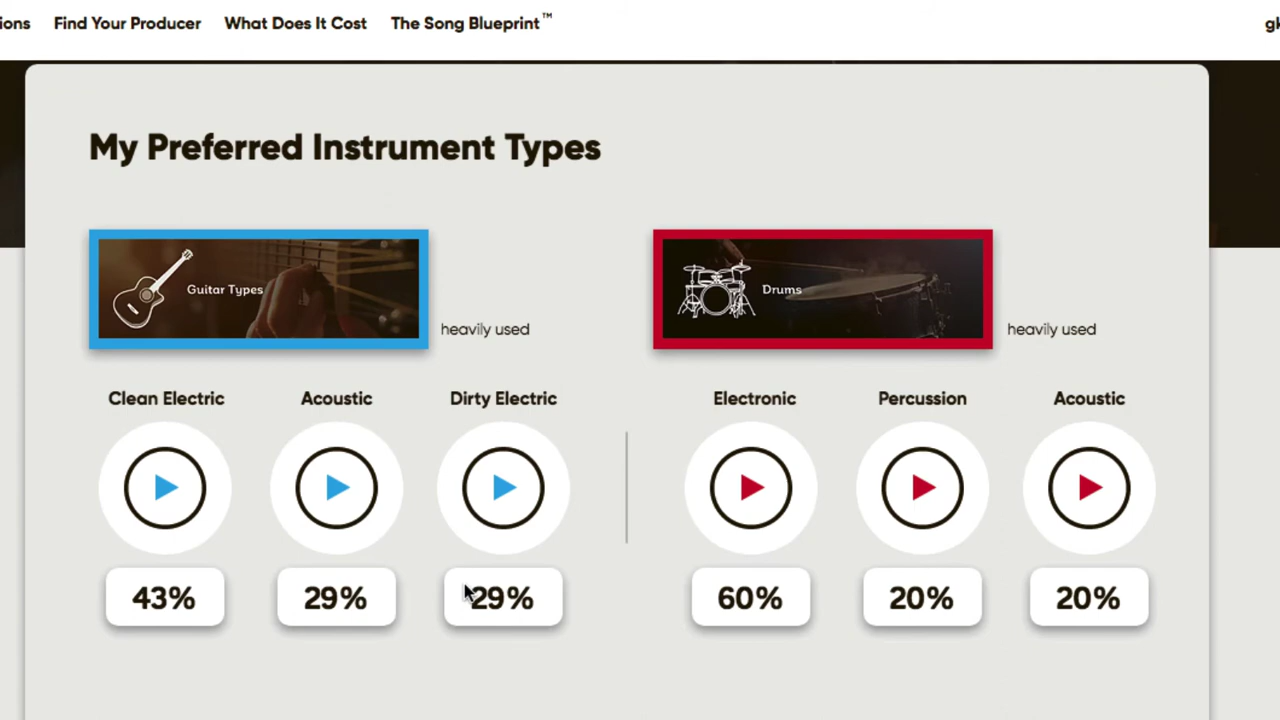 ions Find Your Producer What Does It Cost The Song Blueprint™ gk
My Preferred Instrument Types
Guitar Types
heavily used
Drums
heavily used
Clean Electric Acoustic Dirty Electric
43% 29% 29%
Electronic Percussion Acoustic
60% 20% 20%